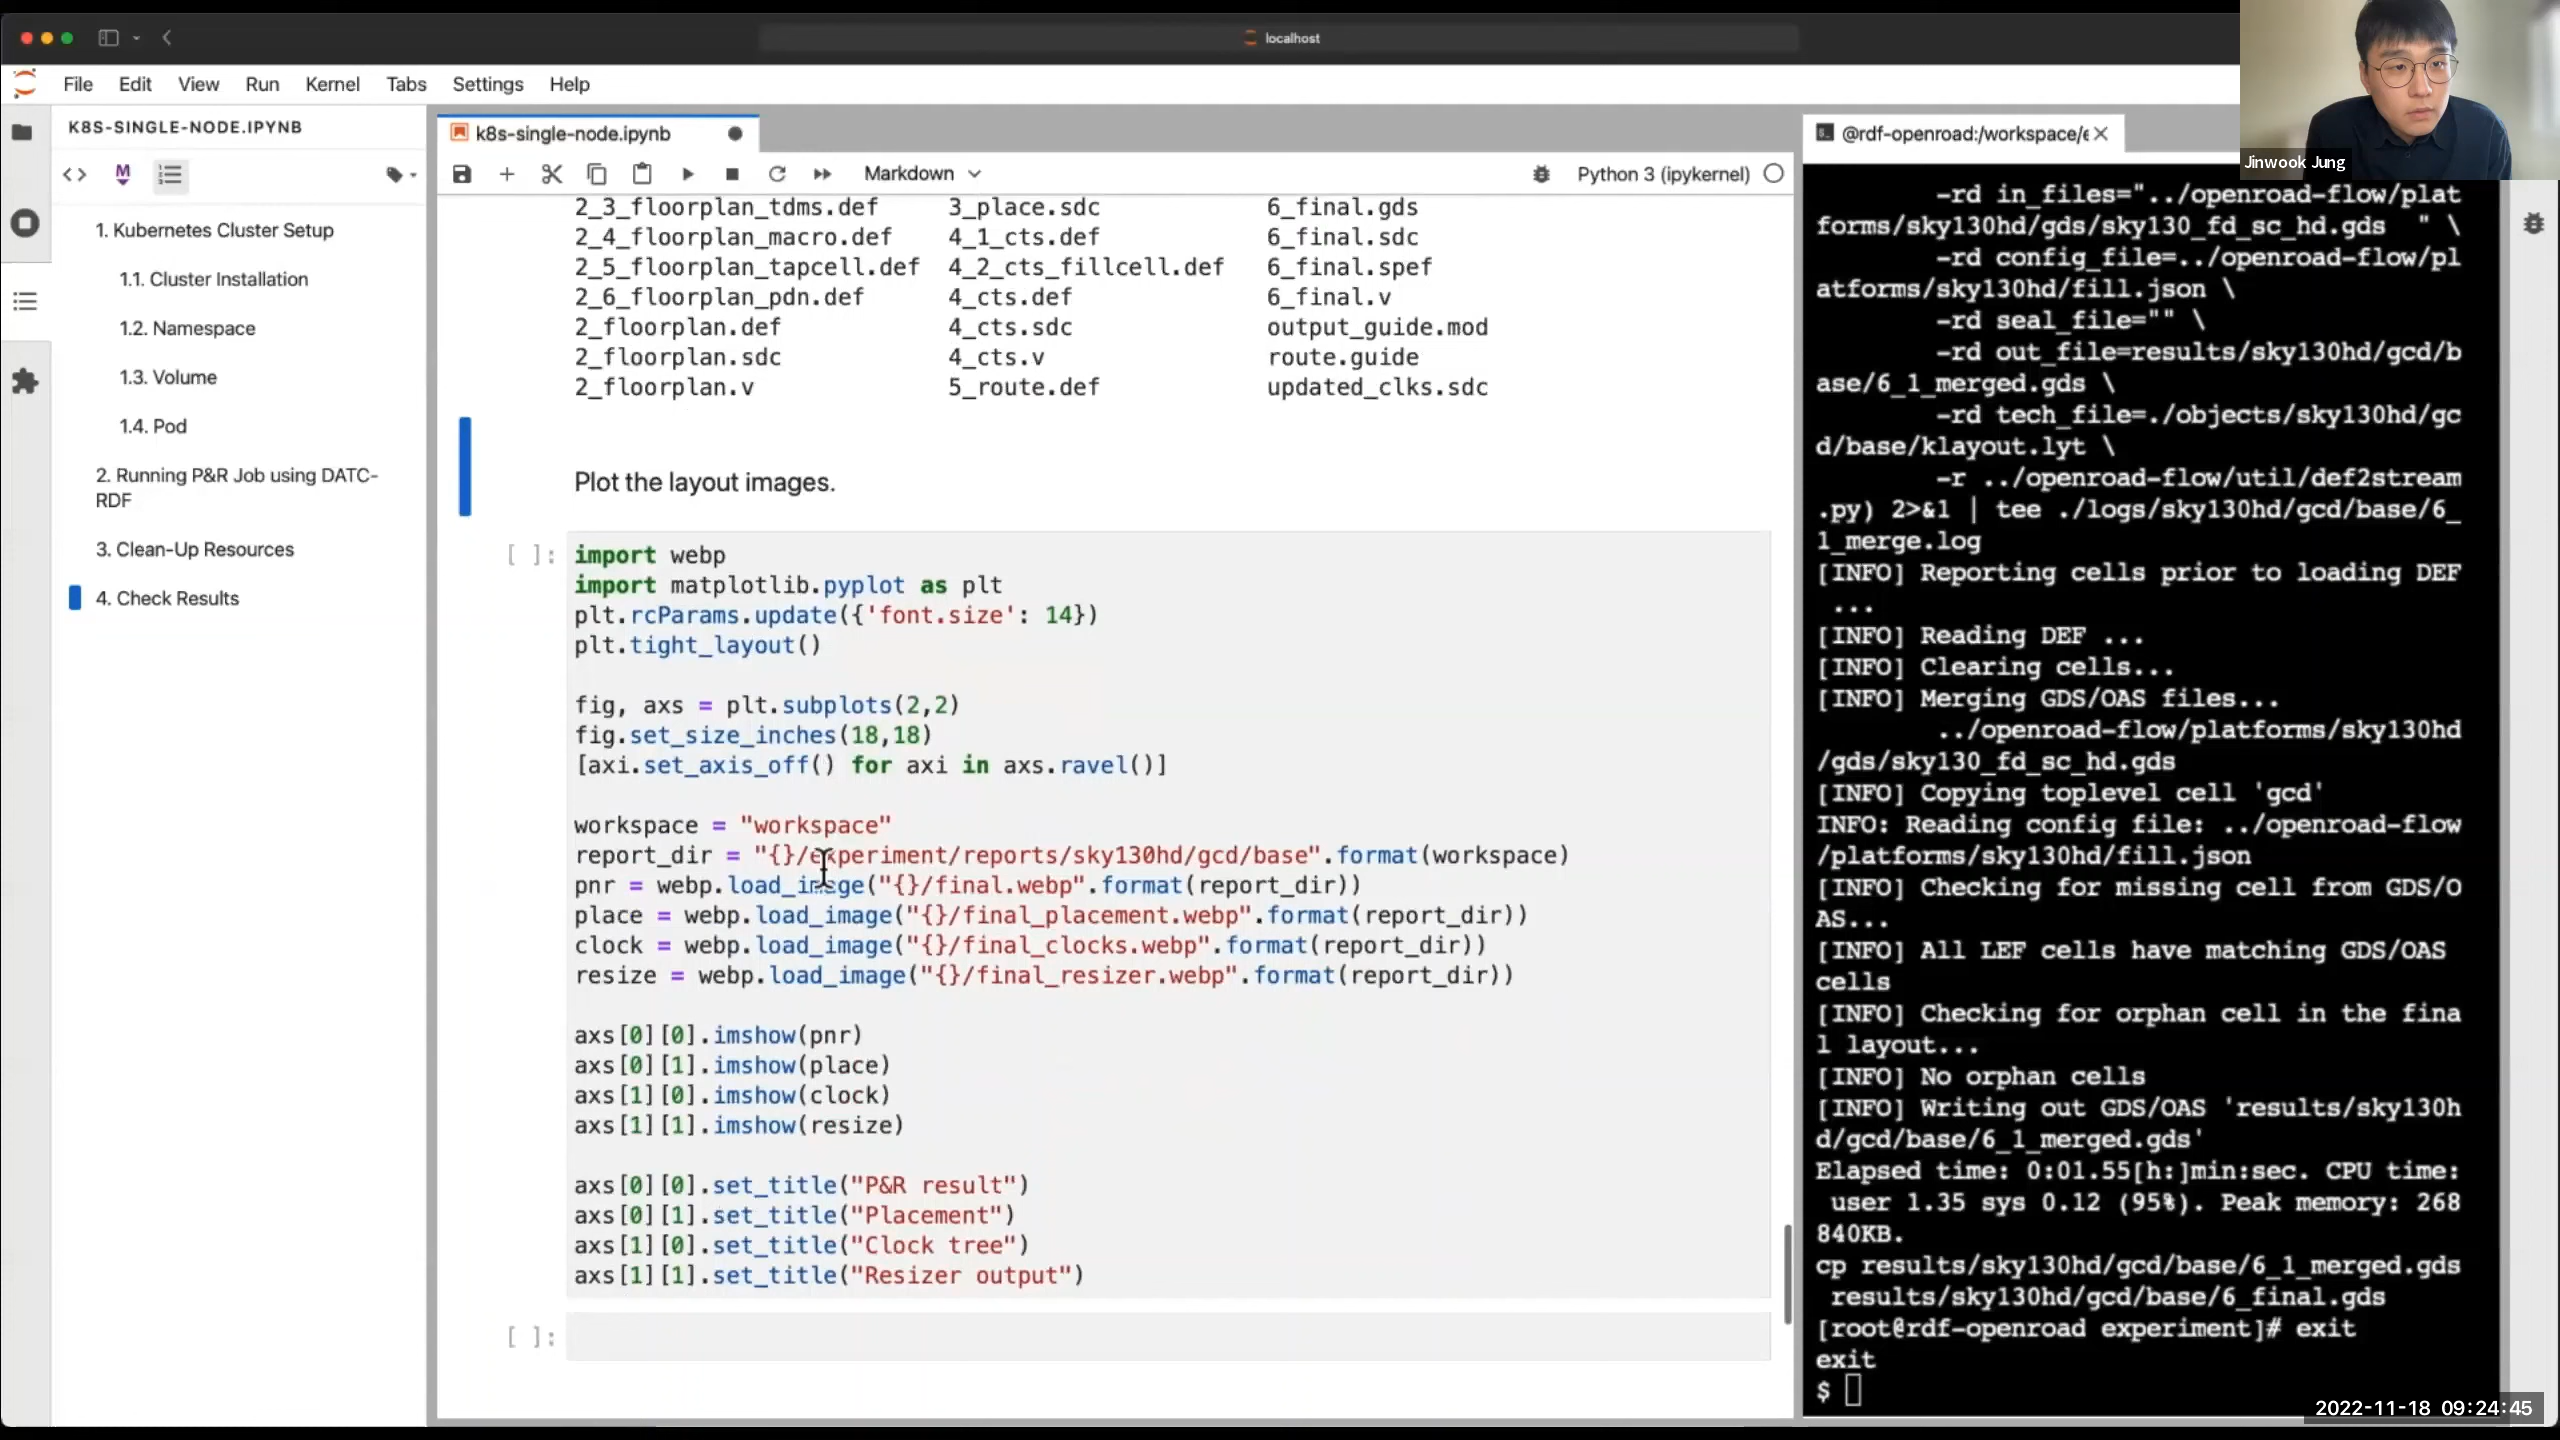 localhost
File Edit View Run Kernel Tabs Settings Help
K8S-SINGLE-NODE.IPYNB
1. Kubernetes Cluster Setup
1.1. Cluster Installation
1.2. Namespace
1.3. Volume
1.4. Pod
2. Running P&R Job using DATC-
RDF
3. Clean-Up Resources
4. Check Results
k8s-single-node.ipynb
Markdown
Python 3 (ipykernel)
2_3_floorplan_tdms.def 3_place.sdc 6_final.gds
2_4_floorplan_macro.def 4_1_cts.def 6_final.sdc
2_5_floorplan_tapcell.def 4_2_cts_fillcell.def 6_final.spef
2_6_floorplan_pdn.def 4_cts.def 6_final.v
2_floorplan.def 4_cts.sdc output_guide.mod
2_floorplan.sdc 4_cts.v route.guide
2_floorplan.v 5_route.def updated_clks.sdc
Plot the layout images.
[ ]:
import webp
import matplotlib.pyplot as plt
plt.rcParams.update({'font.size': 14})
plt.tight_layout()
fig, axs = plt.subplots(2,2)
fig.set_size_inches(18,18)
[axi.set_axis_off() for axi in axs.ravel()]
workspace = "workspace"
report_dir = "{}/experiment/reports/sky130hd/gcd/base".format(workspace)
pnr = webp.load_image("{}/final.webp".format(report_dir))
place = webp.load_image("{}/final_placement.webp".format(report_dir))
clock = webp.load_image("{}/final_clocks.webp".format(report_dir))
resize = webp.load_image("{}/final_resizer.webp".format(report_dir))
axs[0][0].imshow(pnr)
axs[0][1].imshow(place)
axs[1][0].imshow(clock)
axs[1][1].imshow(resize)
axs[0][0].set_title("P&R result")
axs[0][1].set_title("Placement")
axs[1][0].set_title("Clock tree")
axs[1][1].set_title("Resizer output")
[ ]:
@rdf-openroad:/workspace/e
-rd in_files="../openroad-flow/plat
forms/sky130hd/gds/sky130_fd_sc_hd.gds " \
-rd config_file=../openroad-flow/pl
atforms/sky130hd/fill.json \
-rd seal_file="" \
-rd out_file=results/sky130hd/gcd/b
ase/6_1_merged.gds \
-rd tech_file=./objects/sky130hd/gc
d/base/klayout.lyt \
-r ../openroad-flow/util/def2stream
.py) 2>&1 | tee ./logs/sky130hd/gcd/base/6_
1_merge.log
[INFO] Reporting cells prior to loading DEF
...
[INFO] Reading DEF ...
[INFO] Clearing cells...
[INFO] Merging GDS/OAS files...
../openroad-flow/platforms/sky130hd
/gds/sky130_fd_sc_hd.gds
[INFO] Copying toplevel cell 'gcd'
INFO: Reading config file: ../openroad-flow
/platforms/sky130hd/fill.json
[INFO] Checking for missing cell from GDS/O
AS...
[INFO] All LEF cells have matching GDS/OAS
cells
[INFO] Checking for orphan cell in the fina
l layout...
[INFO] No orphan cells
[INFO] Writing out GDS/OAS 'results/sky130h
d/gcd/base/6_1_merged.gds'
Elapsed time: 0:01.55[h:]min:sec. CPU time:
user 1.35 sys 0.12 (95%). Peak memory: 268
840KB.
cp results/sky130hd/gcd/base/6_1_merged.gds
results/sky130hd/gcd/base/6_final.gds
[root@rdf-openroad experiment]# exit
exit
$
Jinwook Jung
2022-11-18 09:24:45